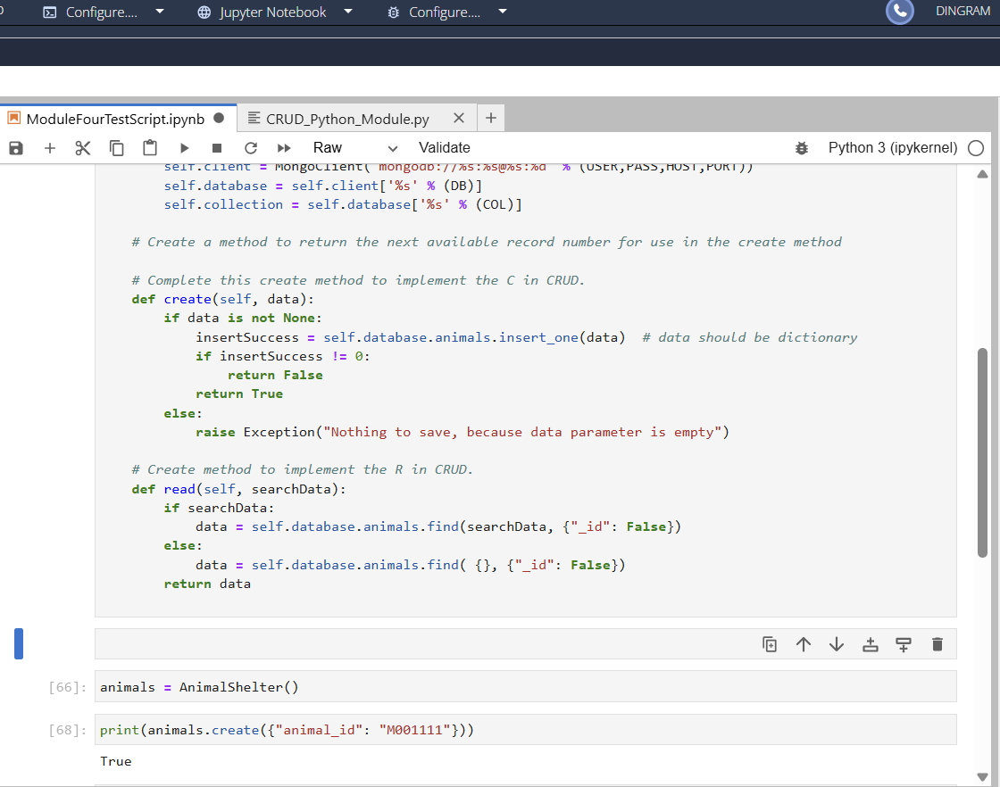 Configure....
Jupyter Notebook
Configure....
DINGRAM
ModuleFourTestScript.ipynb
CRUD_Python_Module.py
Raw
Validate
Python 3 (ipykernel)
self.client = MongoClient('mongodb://%s:%s@%s:%d' % (USER,PASS,HOST,PORT))
self.database = self.client['%s' % (DB)]
self.collection = self.database['%s' % (COL)]
# Create a method to return the next available record number for use in the create method
# Complete this create method to implement the C in CRUD.
def create(self, data):
if data is not None:
insertSuccess = self.database.animals.insert_one(data)  # data should be dictionary
if insertSuccess != 0:
return False
return True
else:
raise Exception("Nothing to save, because data parameter is empty")
# Create method to implement the R in CRUD.
def read(self, searchData):
if searchData:
data = self.database.animals.find(searchData, {"_id": False})
else:
data = self.database.animals.find( {}, {"_id": False})
return data
[66]: animals = AnimalShelter()
[68]: print(animals.create({"animal_id": "M001111"}))
True